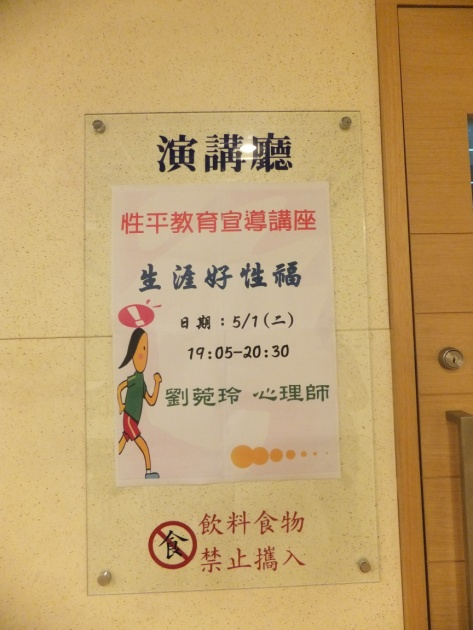 演講廳
性平教育宣導講座
生涯好性福
日期：5/1(二)
19:05-20:30
劉菀玲 心理師
食
飲料食物
禁止攜入